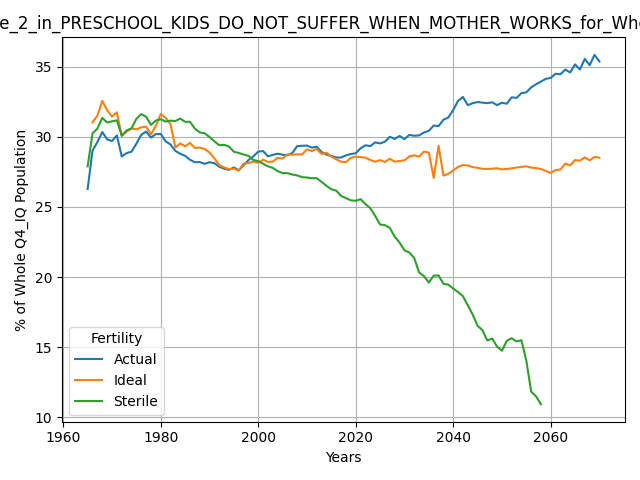 e_2_in_PRESCHOOL_KIDS_DO_NOT_SUFFER_WHEN_MOTHER_WORKS_for_Who
35
30
25
20
15
10
% of Whole Q4_IQ Population
Fertility
Actual
Ideal
Sterile
1960 1980 2000 2020 2040 2060
Years